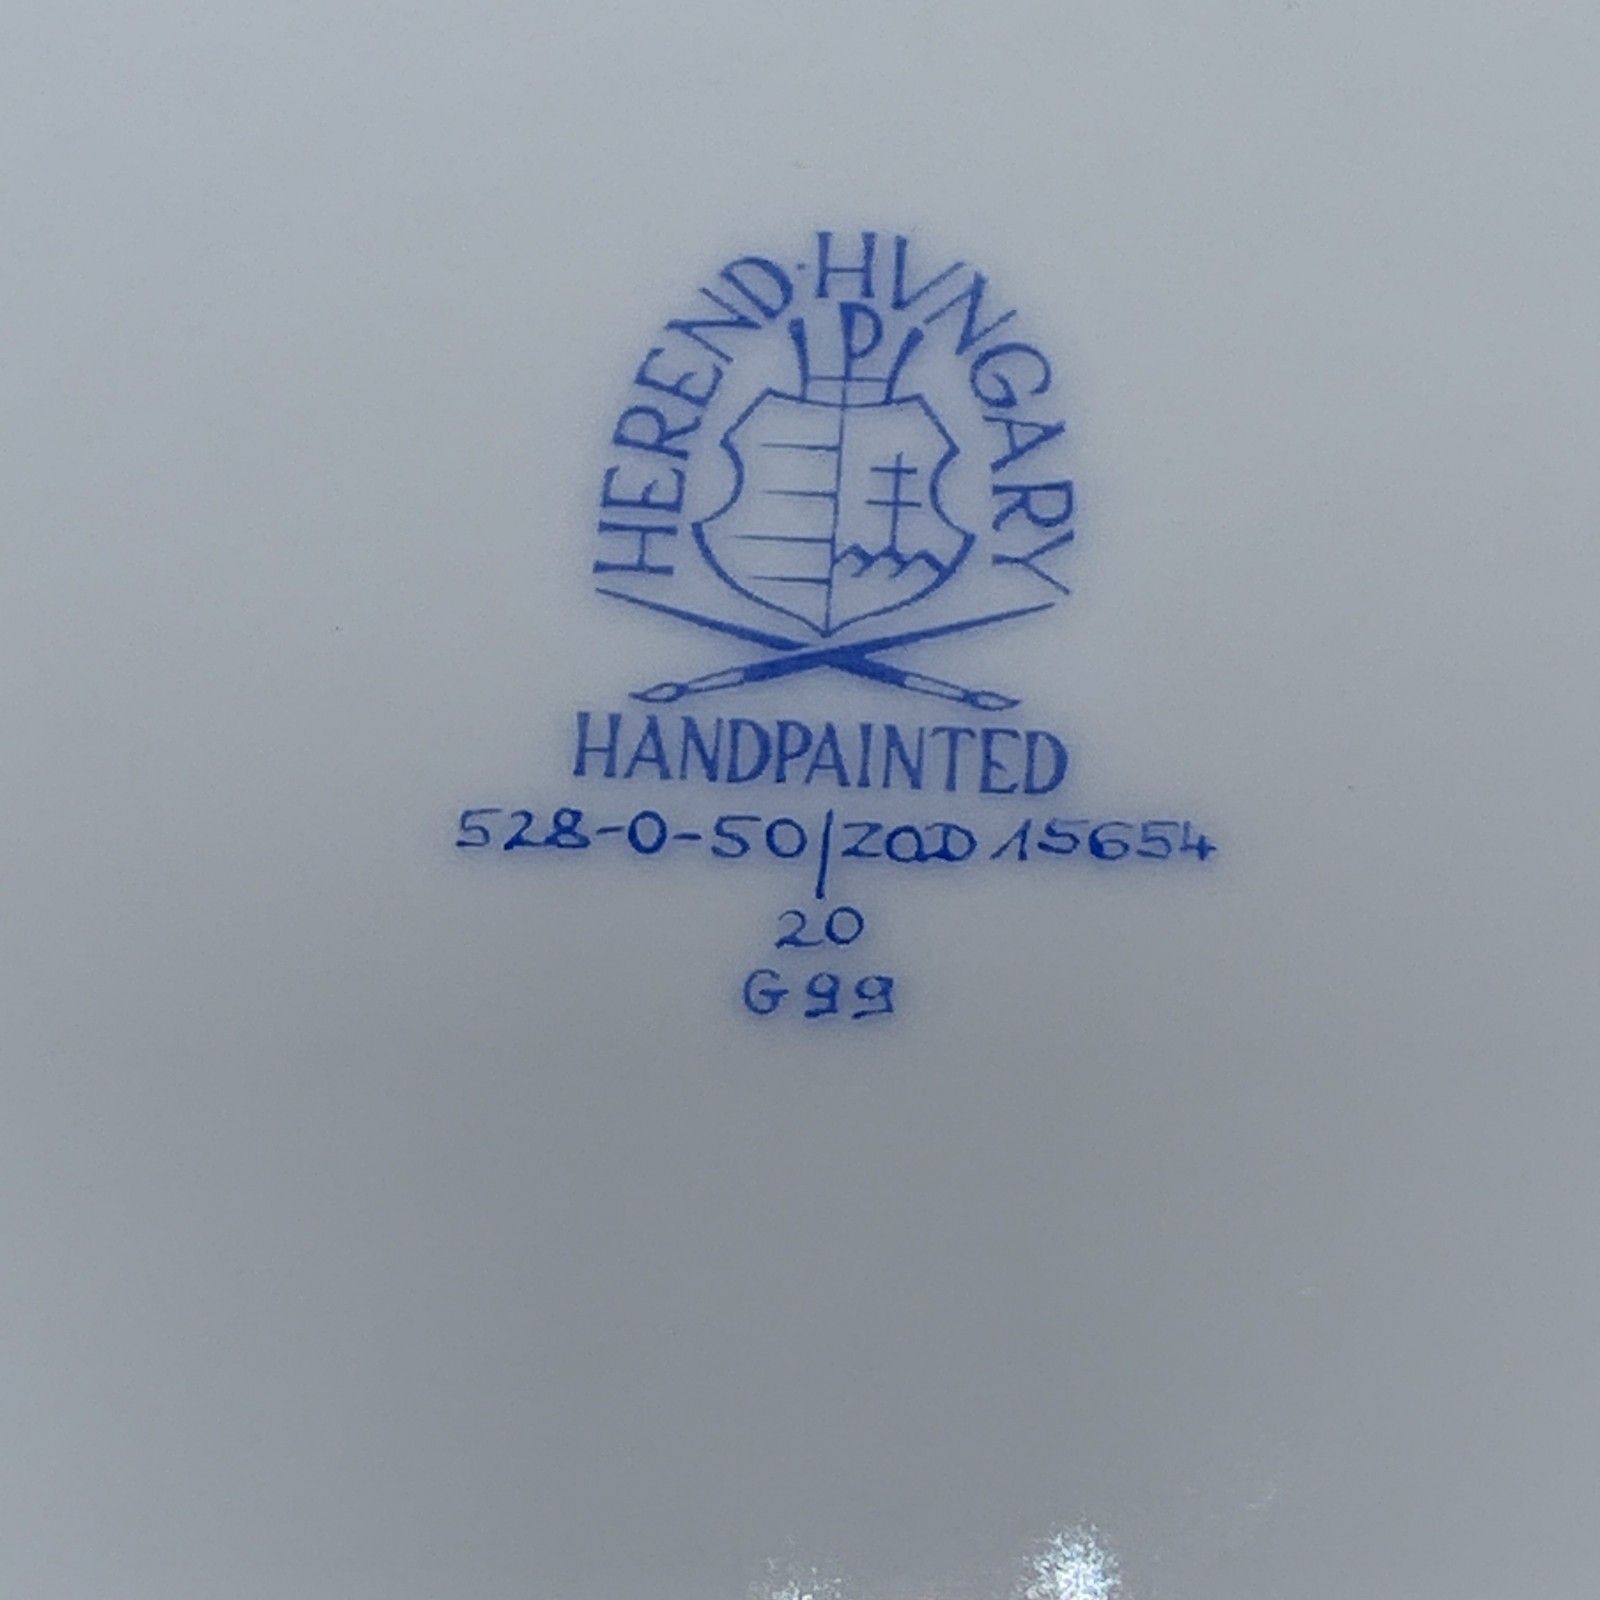 HEREND·HVNGARY
P
HANDPAINTED
528-0-50/ZOD 15654
20
G99